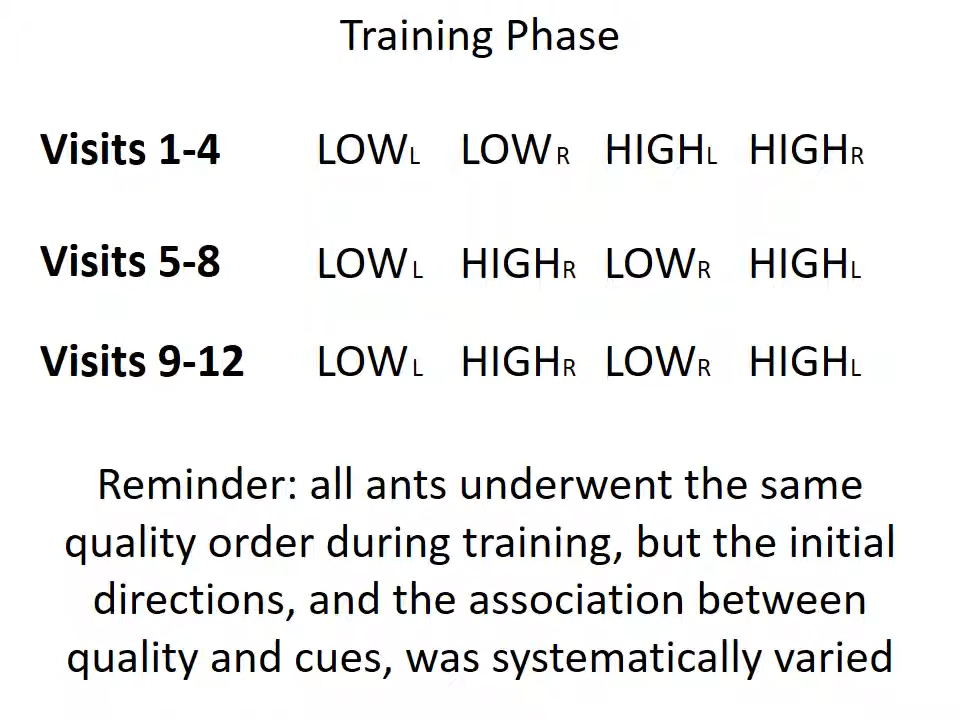 Training Phase
Visits 1-4 LOWL LOWR HIGHL HIGHR
Visits 5-8 LOWL HIGHR LOWR HIGHL
Visits 9-12 LOWL HIGHR LOWR HIGHL
Reminder: all ants underwent the same
quality order during training, but the initial
directions, and the association between
quality and cues, was systematically varied